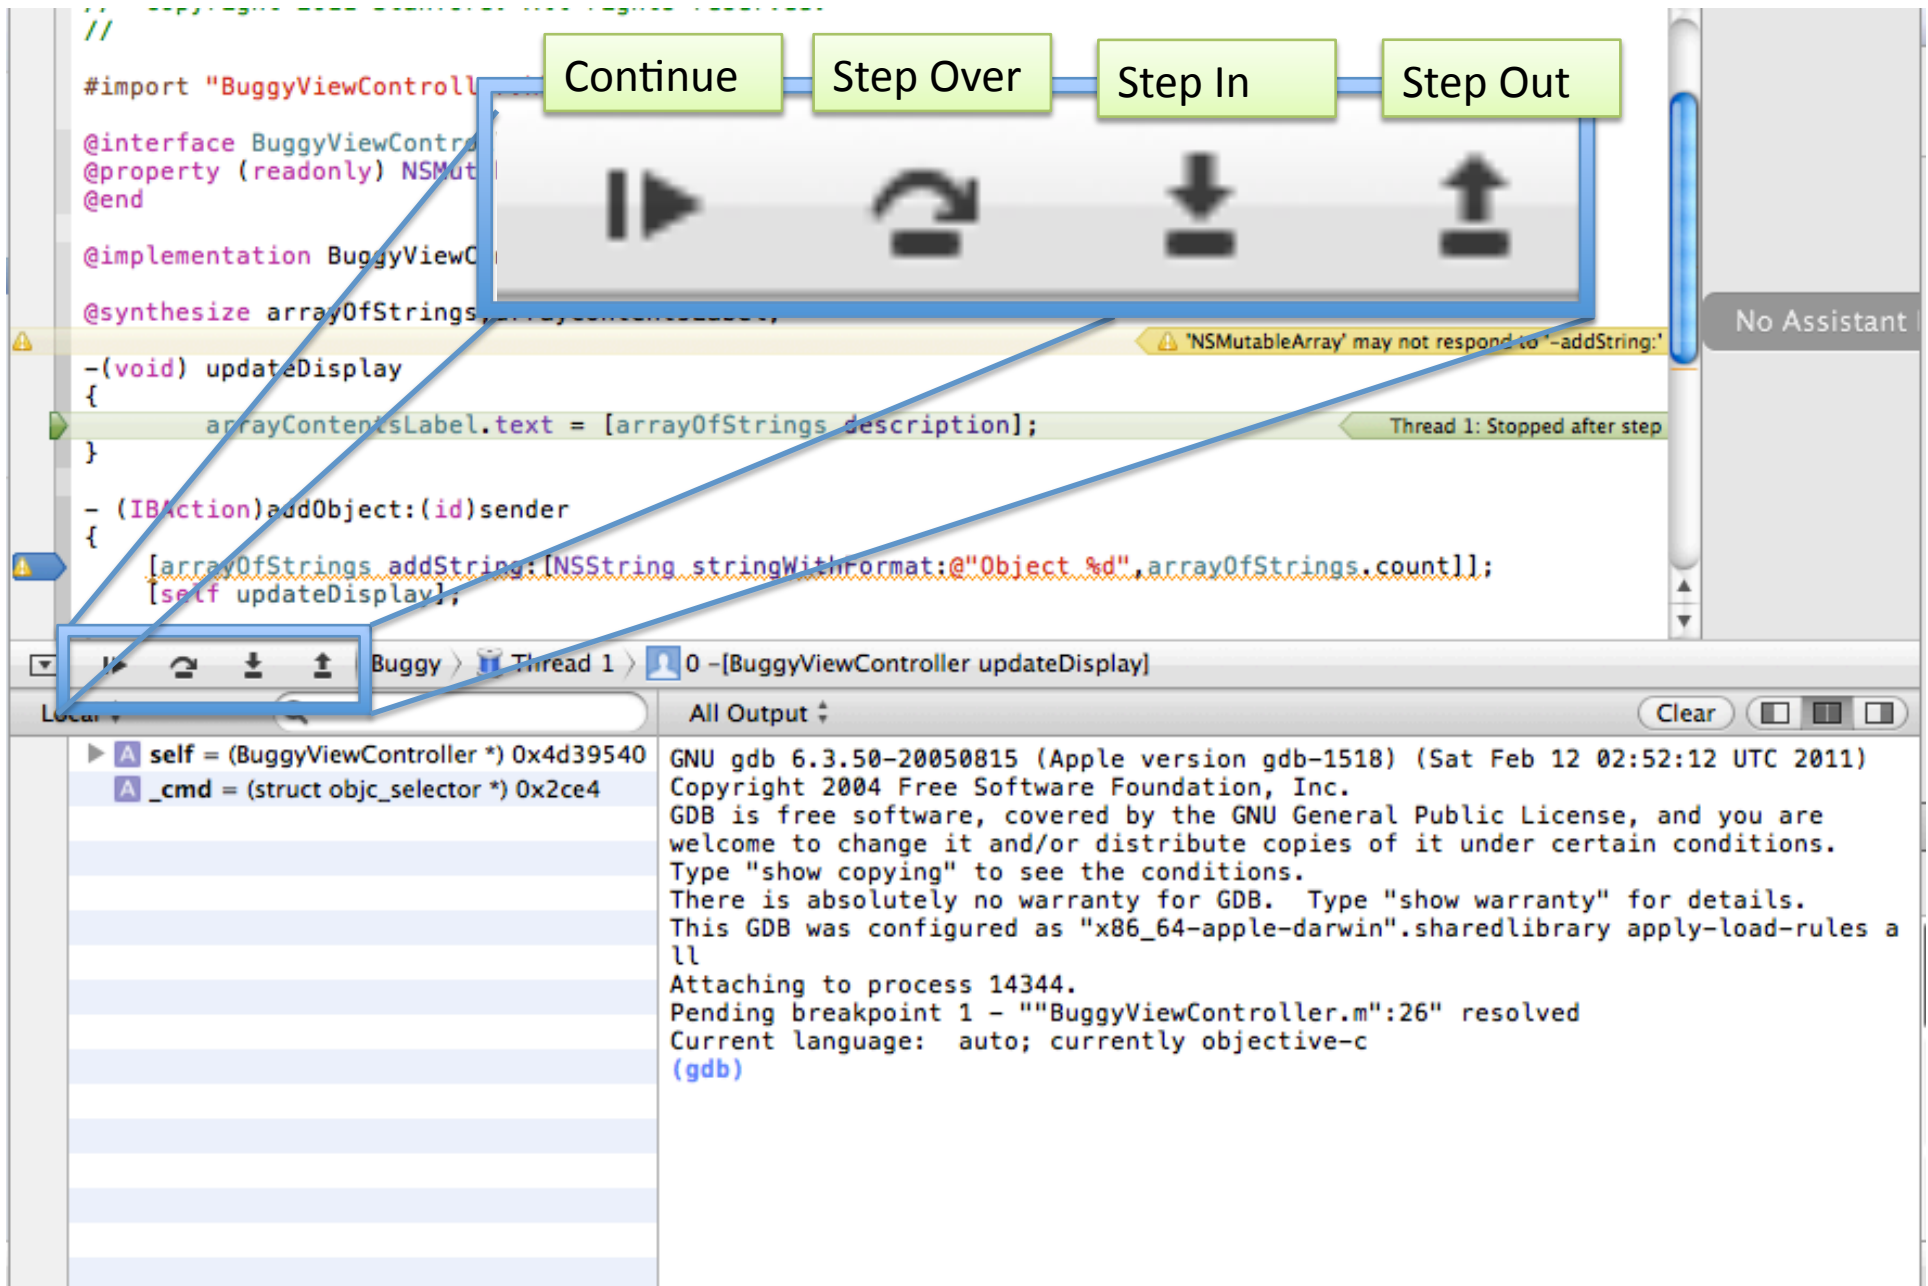 //
Continue
Step Over
Step In
Step Out
#import "BuggyViewControll
@interface BuggyViewContro
@property (readonly) NSMut
@end
@implementation BuggyViewC
@synthesize arrayOfStrings,
No Assistant
'NSMutableArray' may not respond to '-addString:'
-(void) updateDisplay
{
arrayContentsLabel.text = [arrayOfStrings description];
Thread 1: Stopped after step
}
- (IBAction)addObject:(id)sender
{
[arrayOfStrings addString:[NSString stringWithFormat:@"Object %d",arrayOfStrings.count]];
[self updateDisplay];
Buggy
Thread 1
0 -[BuggyViewController updateDisplay]
Local
All Output
Clear
A self = (BuggyViewController *) 0x4d39540
A _cmd = (struct objc_selector *) 0x2ce4
GNU gdb 6.3.50-20050815 (Apple version gdb-1518) (Sat Feb 12 02:52:12 UTC 2011)
Copyright 2004 Free Software Foundation, Inc.
GDB is free software, covered by the GNU General Public License, and you are
welcome to change it and/or distribute copies of it under certain conditions.
Type "show copying" to see the conditions.
There is absolutely no warranty for GDB.  Type "show warranty" for details.
This GDB was configured as "x86_64-apple-darwin".sharedlibrary apply-load-rules a
ll
Attaching to process 14344.
Pending breakpoint 1 - ""BuggyViewController.m":26" resolved
Current language:  auto; currently objective-c
(gdb)